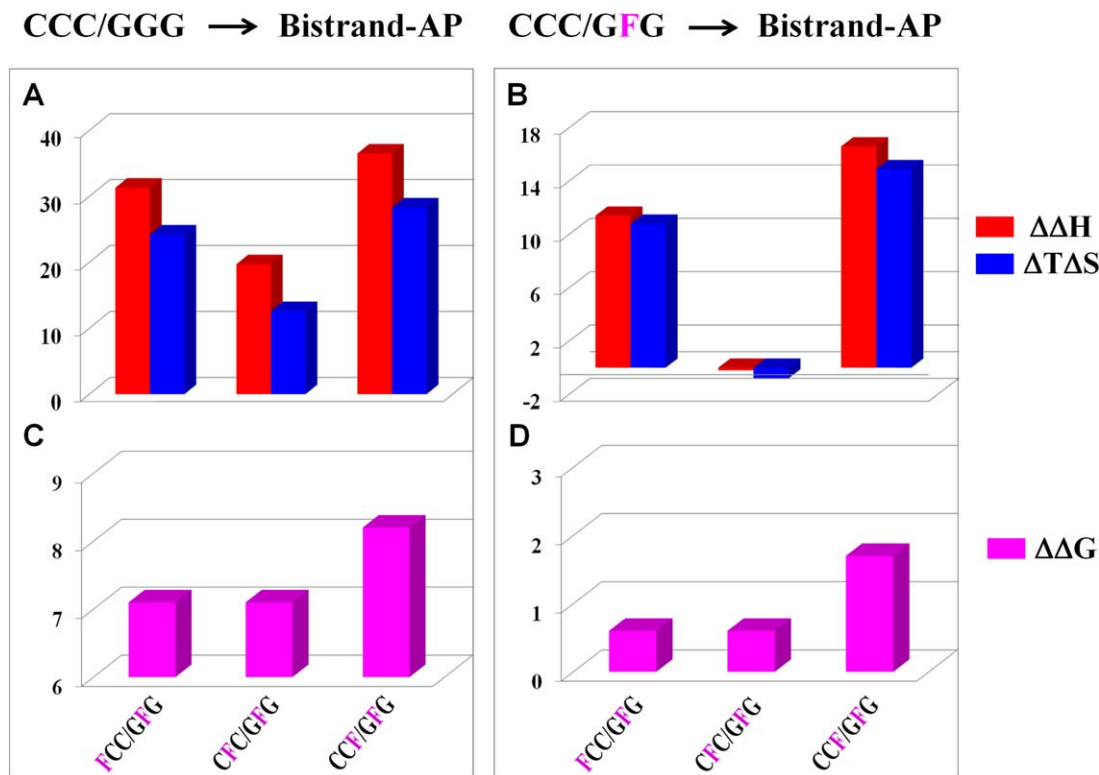 CCC/GGG → Bistrand-AP
CCC/GFG → Bistrand-AP
A
40
30
20
10
0
B
18
14
10
6
2
-2
ΔΔH
ΔTΔS
C
9
8
7
6
FCC/GFG
CFC/GFG
CCF/GFG
D
3
2
1
0
FCC/GFG
CFC/GFG
CCF/GFG
ΔΔG